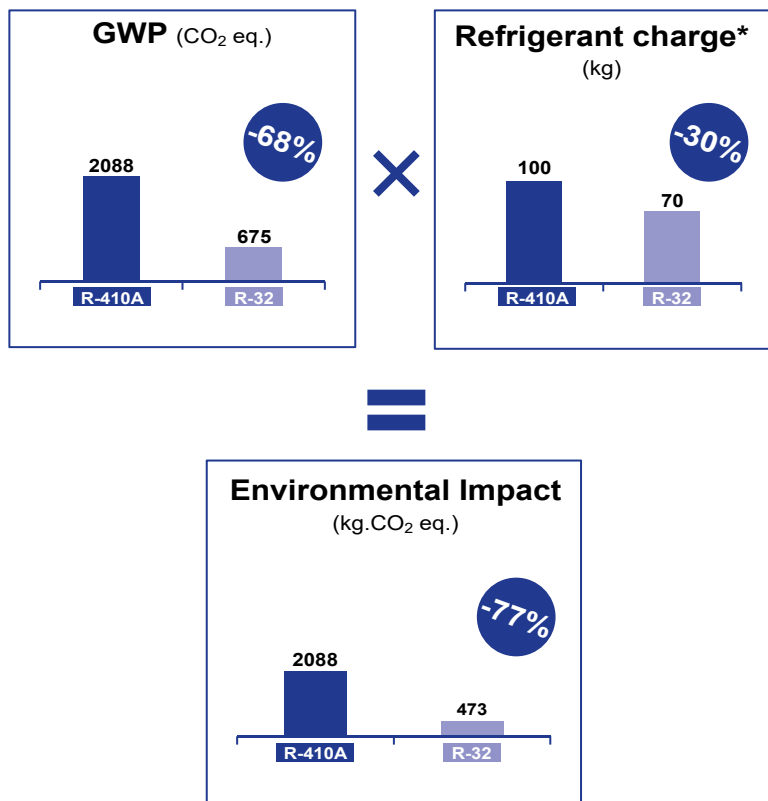 GWP (CO₂ eq.)
-68%
2088
675
R-410A
R-32
×
Refrigerant charge*
(kg)
-30%
100
70
R-410A
R-32
=
Environmental Impact
(kg.CO₂ eq.)
-77%
2088
473
R-410A
R-32